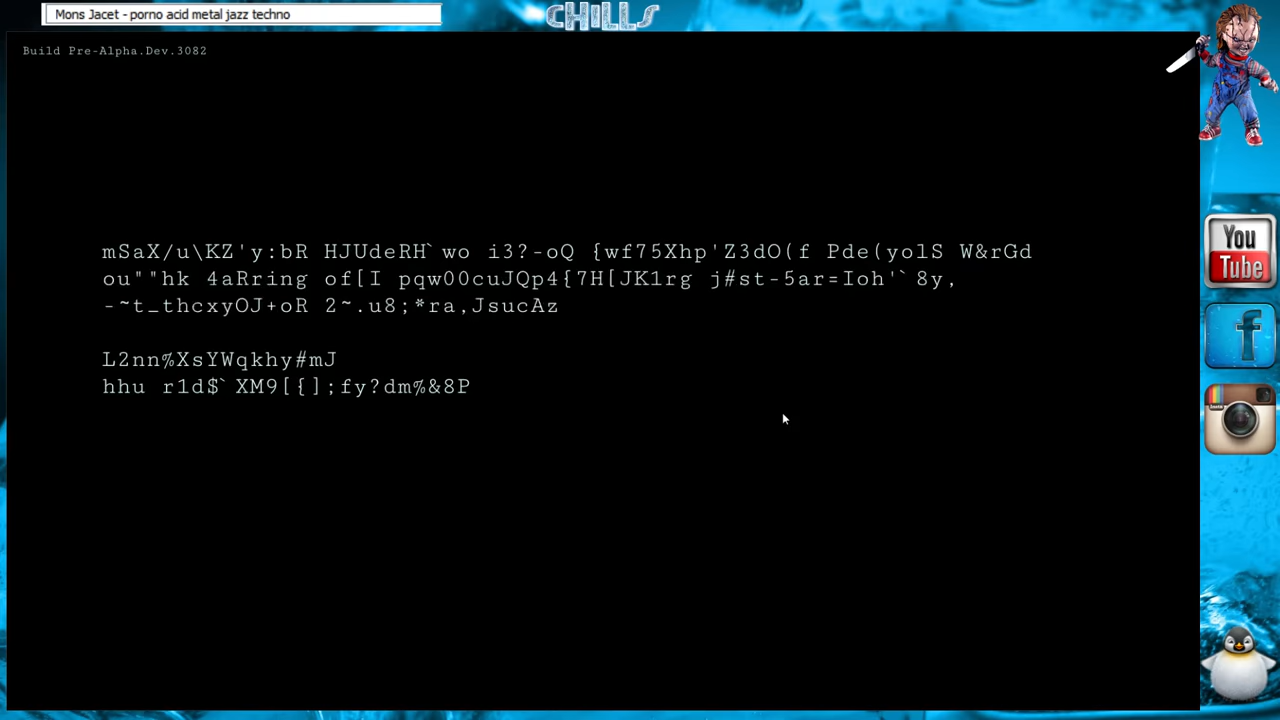 Mons Jacet - porno acid metal jazz techno
CHILLS
Build Pre-Alpha.Dev.3082
mSaX/u\KZ'y:bR HJUdeRH`wo i3?-oQ {wf75Xhp'Z3dO(f Pde(yolS W&rGd
ou""hk 4aRring of[I pqw00cuJQp4{7H[JK1rg j#st-5ar=Ioh'`8y,
-~t_thcxyOJ+oR 2~.u8;*ra,JsucAz
L2nn%XsYWqkhy#mJ
hhu r1d$`XM9[{];fy?dm%&8P
You
Tube
f